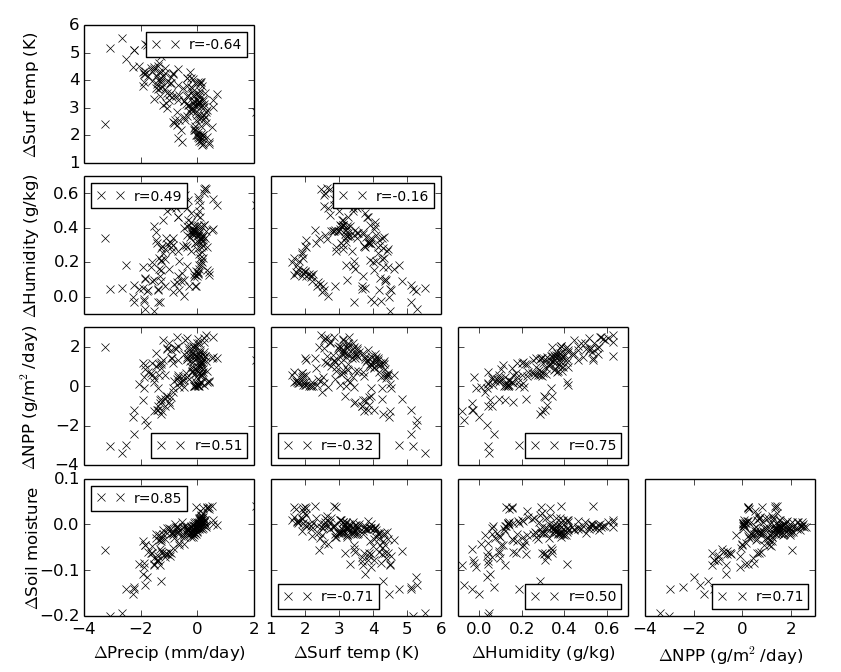 6
5
4
3
2
1
ΔSurf temp (K)
r=-0.64
0.6
0.4
0.2
0.0
ΔHumidity (g/kg)
r=0.49
r=-0.16
2
0
−2
−4
ΔNPP (g/m² /day)
r=0.51
r=-0.32
r=0.75
0.1
0.0
−0.1
−0.2
ΔSoil moisture
r=0.85
r=-0.71
r=0.50
r=0.71
−4 −2 0 2 1 2 3 4 5 6 0.0 0.2 0.4 0.6 −4 −2 0 2
ΔPrecip (mm/day) ΔSurf temp (K) ΔHumidity (g/kg) ΔNPP (g/m² /day)